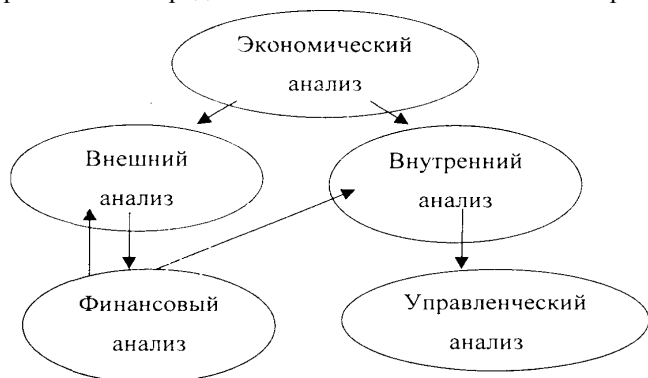 Экономический
анализ
Внешний
анализ
Внутренний
анализ
Финансовый
анализ
Управленческий
анализ